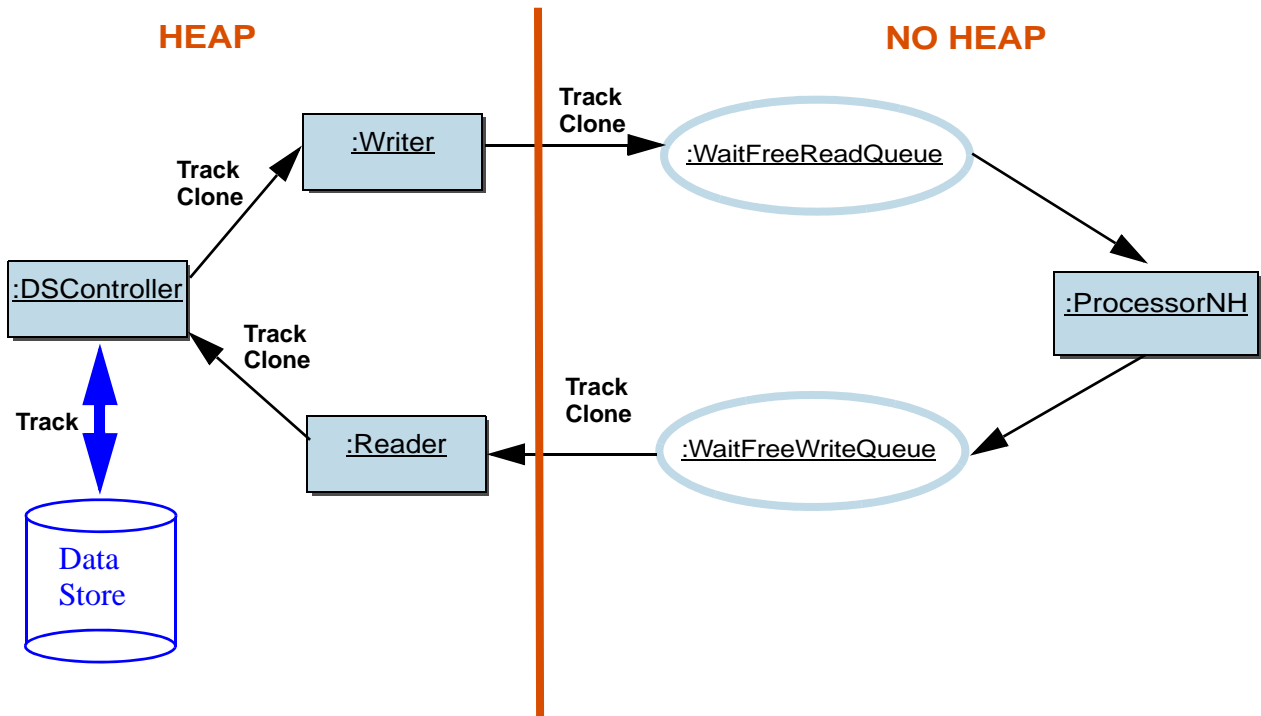 HEAP
NO HEAP
Track
Clone
:Writer
:WaitFreeReadQueue
Track
Clone
:DSController
:ProcessorNH
Track
Clone
Track
Clone
Track
:Reader
:WaitFreeWriteQueue
Data
Store